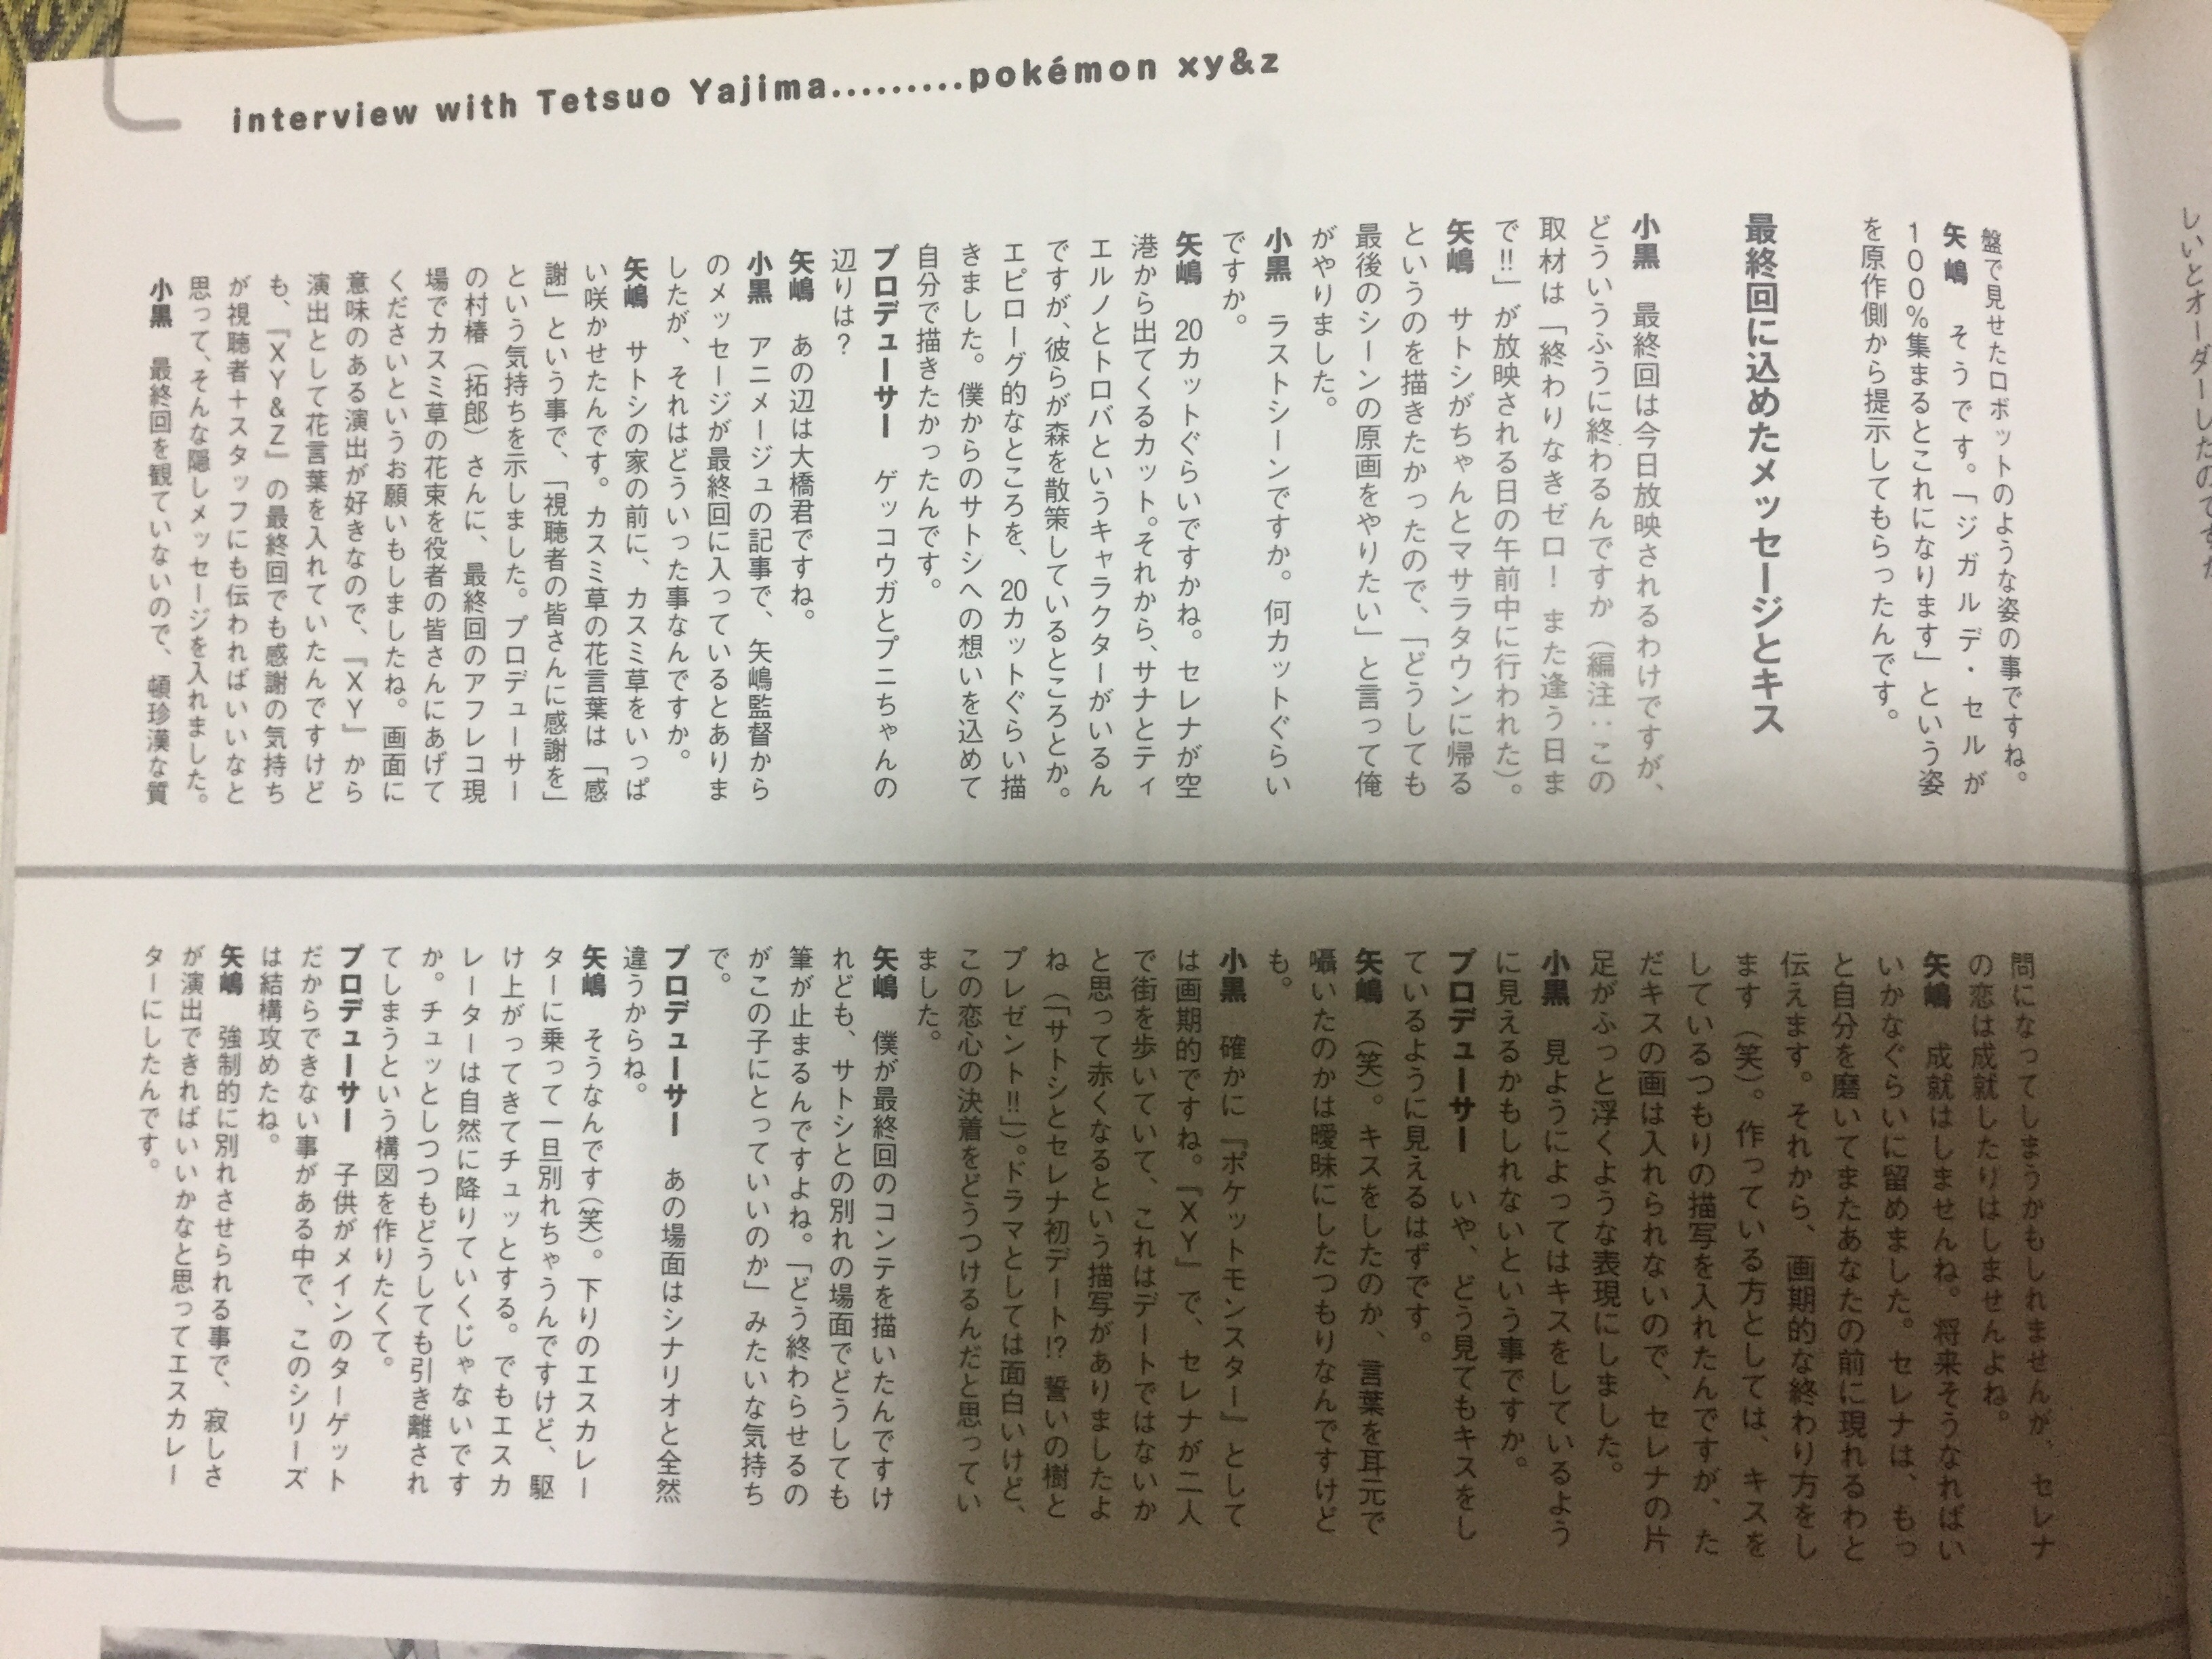 interview with Tetsuo Yajima.........pokémon xy&z
盤で見せたロボットのような姿の事ですね。
矢嶋　そうです。「ジガルデ・セルが
100%集まるとこれになります」という姿
を原作側から提示してもらったんです。
最終回に込めたメッセージとキス
小黒　最終回は今日放映されるわけですが、
どういうふうに終わるんですか（編注：この
取材は「終わりなきゼロ！　また逢う日ま
で!!」が放映される日の午前中に行われた）。
矢嶋　サトシがちゃんとマサラタウンに帰る
というのを描きたかったので、「どうしても
最後のシーンの原画をやりたい」と言って俺
がやりました。
小黒　ラストシーンですか。何カットぐらい
ですか。
矢嶋　20カットぐらいですかね。セレナが空
港から出てくるカット。それから、サナとティ
エルノとトロバというキャラクターがいるん
ですが、彼らが森を散策しているところとか。
エピローグ的なところを、20カットぐらい描
きました。僕からのサトシへの想いを込めて
自分で描きたかったんです。
プロデューサー　ゲッコウガとプニちゃんの
辺りは？
矢嶋　あの辺は大橋君ですね。
小黒　アニメージュの記事で、矢嶋監督から
のメッセージが最終回に入っているとありま
したが、それはどういった事なんですか。
矢嶋　サトシの家の前に、カスミ草をいっぱ
い咲かせたんです。カスミ草の花言葉は「感
謝」という事で、「視聴者の皆さんに感謝を」
という気持ちを示しました。プロデューサー
の村椿（拓郎）さんに、最終回のアフレコ現
場でカスミ草の花束を役者の皆さんにあげて
くださいというお願いもしましたね。画面に
意味のある演出が好きなので、『XY』から
演出として花言葉を入れていたんですけど
も、『XY&Z』の最終回でも感謝の気持ち
が視聴者＋スタッフにも伝わればいいなと
思って、そんな隠しメッセージを入れました。
小黒　最終回を観ていないので、頓珍漢な質
問になってしまうかもしれませんが、セレナ
の恋は成就したりはしませんよね。
矢嶋　成就はしませんね。将来そうなればい
いかなぐらいに留めました。セレナは、もっ
と自分を磨いてまたあなたの前に現れるわと
伝えます。それから、画期的な終わり方をし
ます（笑）。作っている方としては、キスを
しているつもりの描写を入れたんですが、た
だキスの画は入れられないので、セレナの片
足がふっと浮くような表現にしました。
小黒　見ようによってはキスをしているよう
に見えるかもしれないという事ですか。
プロデューサー　いや、どう見てもキスをし
ているように見えるはずです。
矢嶋　（笑）。キスをしたのか、言葉を耳元で
囁いたのかは曖昧にしたつもりなんですけど
も。
小黒　確かに『ポケットモンスター』として
は画期的ですね。『XY』で、セレナが二人
で街を歩いていて、これはデートではないか
と思って赤くなるという描写がありましたよ
ね（「サトシとセレナ初デート!?　誓いの樹と
プレゼント!!」）。ドラマとしては面白いけど、
この恋心の決着をどうつけるんだと思ってい
ました。
矢嶋　僕が最終回のコンテを描いたんですけ
れども、サトシとの別れの場面でどうしても
筆が止まるんですよね。「どう終わらせるの
がこの子にとっていいのか」みたいな気持ち
で。
プロデューサー　あの場面はシナリオと全然
違うからね。
矢嶋　そうなんです（笑）。下りのエスカレー
ターに乗って一旦別れちゃうんですけど、駆
け上がってきてチュッとする。でもエスカ
レーターは自然に降りていくじゃないです
か。チュッとしつつもどうしても引き離され
てしまうという構図を作りたくて。
プロデューサー　子供がメインのターゲット
だからできない事がある中で、このシリーズ
は結構攻めたね。
矢嶋　強制的に別れさせられる事で、寂しさ
が演出できればいいかなと思ってエスカレー
ターにしたんです。
しいとオーダーしたのですか